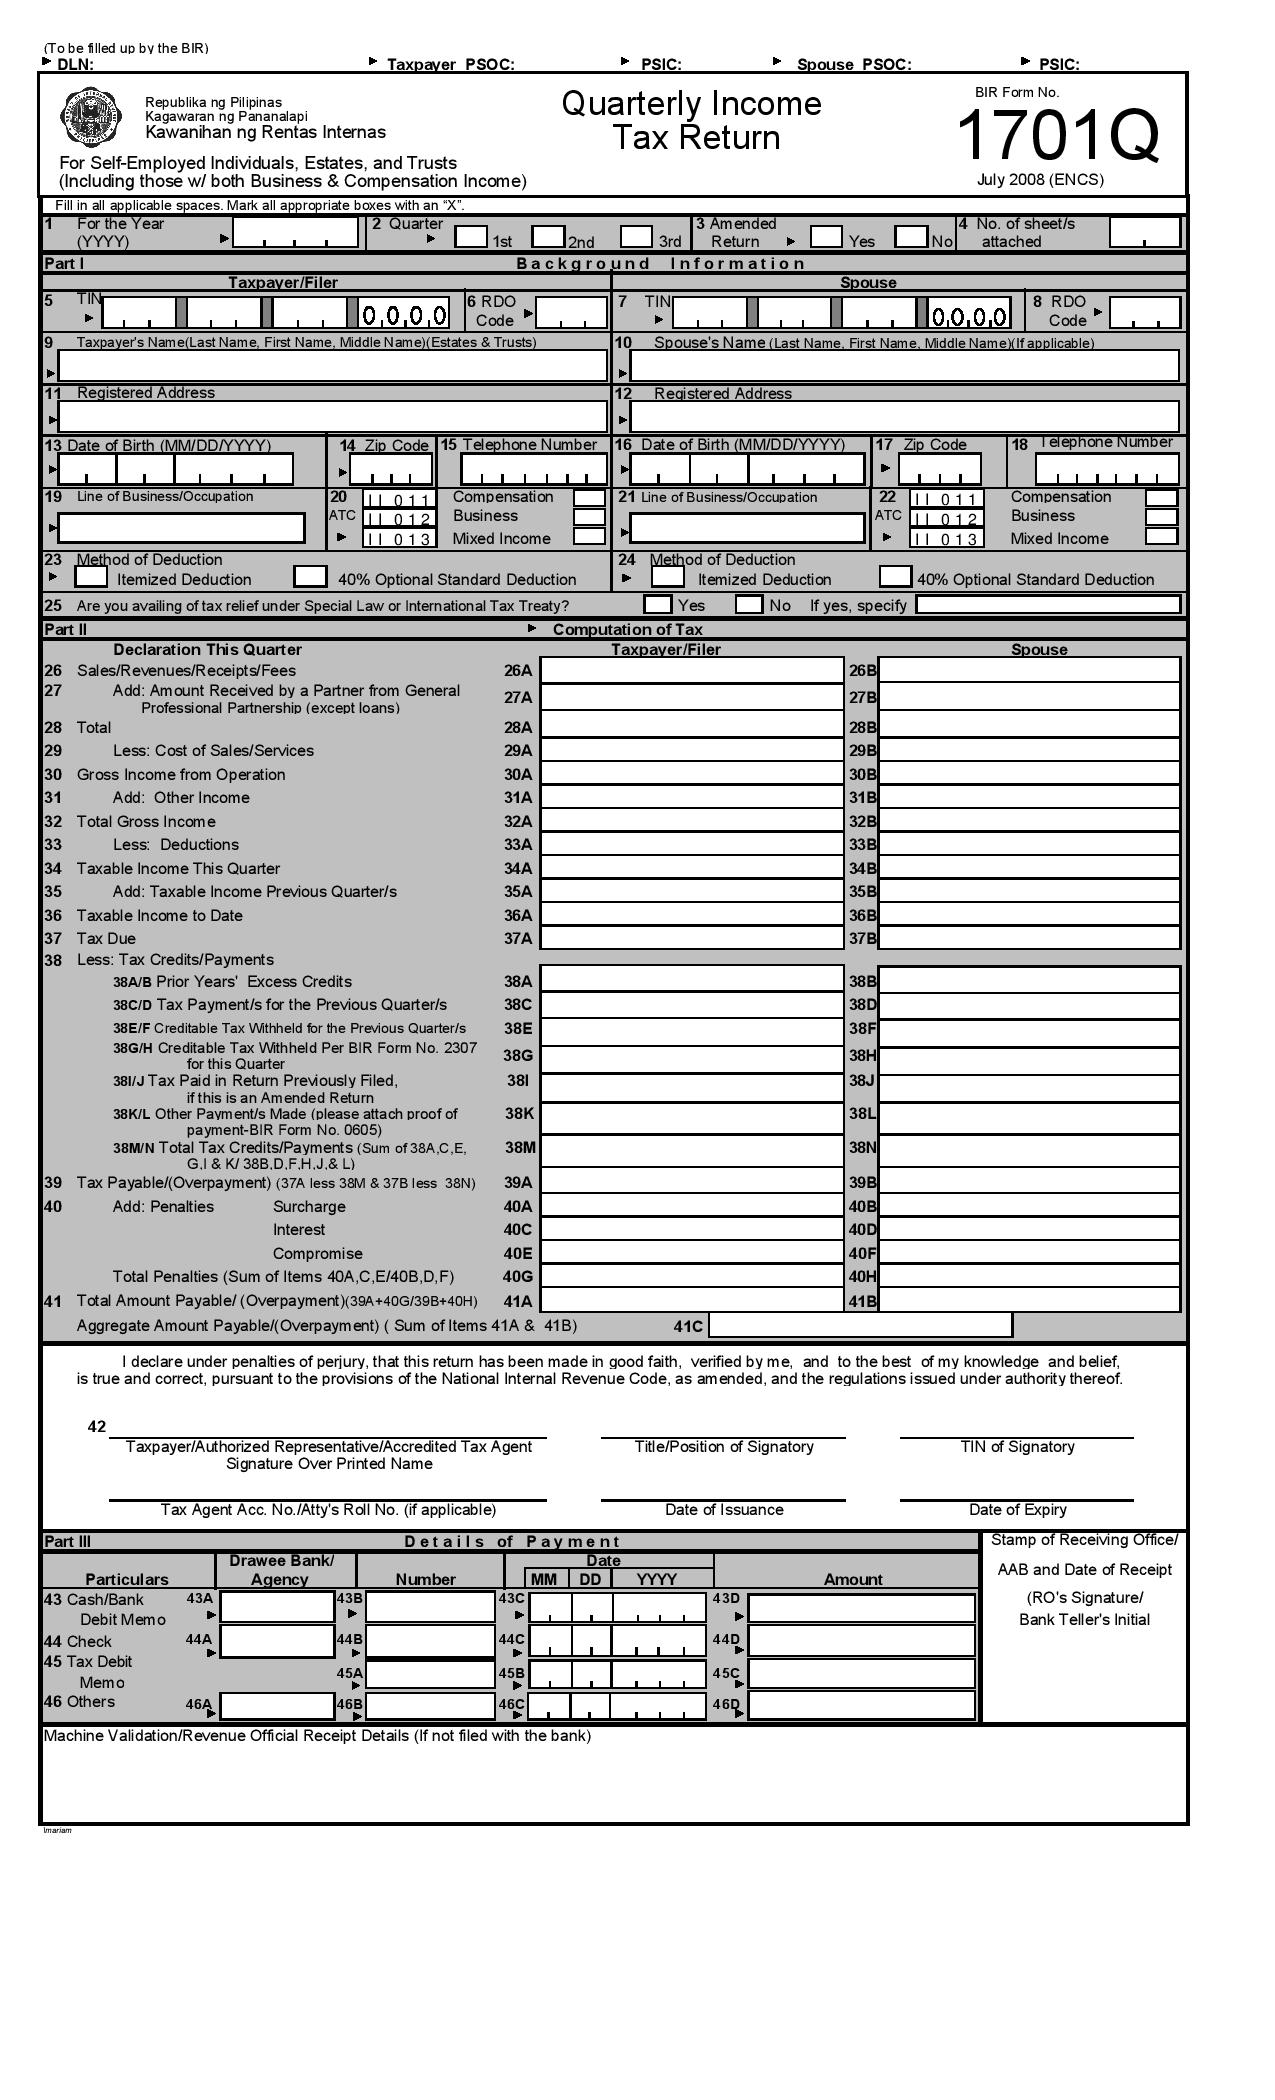 (To be filled up by the BIR)
DLN: Taxpayer PSOC: PSIC: Spouse PSOC: PSIC:
Republika ng Pilipinas
Kagawaran ng Pananalapi
Kawanihan ng Rentas Internas
For Self-Employed Individuals, Estates, and Trusts
(Including those w/ both Business & Compensation Income)
Quarterly Income
Tax Return
BIR Form No.
1701Q
July 2008 (ENCS)
Fill in all applicable spaces. Mark all appropriate boxes with an “X”.
1 For the Year (YYYY) 2 Quarter 1st 2nd 3rd 3 Amended Return Yes No 4 No. of sheet/s attached
Part I Background Information
Taxpayer/Filer Spouse
5 TIN 0,0,0,0 6 RDO Code 7 TIN 0,0,0,0 8 RDO Code
9 Taxpayer's Name(Last Name, First Name, Middle Name)(Estates & Trusts) 10 Spouse's Name (Last Name, First Name, Middle Name)(If applicable)
11 Registered Address 12 Registered Address
13 Date of Birth (MM/DD/YYYY) 14 Zip Code 15 Telephone Number 16 Date of Birth (MM/DD/YYYY) 17 Zip Code 18 Telephone Number
19 Line of Business/Occupation 20 II 011 Compensation 21 Line of Business/Occupation 22 II 011 Compensation
ATC II 012 Business ATC II 012 Business
II 013 Mixed Income II 013 Mixed Income
23 Method of Deduction 24 Method of Deduction
Itemized Deduction 40% Optional Standard Deduction Itemized Deduction 40% Optional Standard Deduction
25 Are you availing of tax relief under Special Law or International Tax Treaty? Yes No If yes, specify
Part II Computation of Tax
Declaration This Quarter Taxpayer/Filer Spouse
26 Sales/Revenues/Receipts/Fees 26A 26B
27 Add: Amount Received by a Partner from General 27A 27B
Professional Partnership (except loans)
28 Total 28A 28B
29 Less: Cost of Sales/Services 29A 29B
30 Gross Income from Operation 30A 30B
31 Add: Other Income 31A 31B
32 Total Gross Income 32A 32B
33 Less: Deductions 33A 33B
34 Taxable Income This Quarter 34A 34B
35 Add: Taxable Income Previous Quarter/s 35A 35B
36 Taxable Income to Date 36A 36B
37 Tax Due 37A 37B
38 Less: Tax Credits/Payments
38A/B Prior Years' Excess Credits 38A 38B
38C/D Tax Payment/s for the Previous Quarter/s 38C 38D
38E/F Creditable Tax Withheld for the Previous Quarter/s 38E 38F
38G/H Creditable Tax Withheld Per BIR Form No. 2307 38G 38H
for this Quarter
38I/J Tax Paid in Return Previously Filed, 38I 38J
if this is an Amended Return
38K/L Other Payment/s Made (please attach proof of 38K 38L
payment-BIR Form No. 0605)
38M/N Total Tax Credits/Payments (Sum of 38A,C,E, 38M 38N
G,I & K/ 38B,D,F,H,J,& L)
39 Tax Payable/(Overpayment) (37A less 38M & 37B less 38N) 39A 39B
40 Add: Penalties Surcharge 40A 40B
Interest 40C 40D
Compromise 40E 40F
Total Penalties (Sum of Items 40A,C,E/40B,D,F) 40G 40H
41 Total Amount Payable/ (Overpayment)(39A+40G/39B+40H) 41A 41B
Aggregate Amount Payable/(Overpayment) ( Sum of Items 41A & 41B) 41C
I declare under penalties of perjury, that this return has been made in good faith, verified by me, and to the best of my knowledge and belief,
is true and correct, pursuant to the provisions of the National Internal Revenue Code, as amended, and the regulations issued under authority thereof.
42
Taxpayer/Authorized Representative/Accredited Tax Agent Title/Position of Signatory TIN of Signatory
Signature Over Printed Name
Tax Agent Acc. No./Atty's Roll No. (if applicable) Date of Issuance Date of Expiry
Part III Details of Payment
Drawee Bank/ Date
Particulars Agency Number MM DD YYYY Amount
43 Cash/Bank 43A 43B 43C 43D
Debit Memo
44 Check 44A 44B 44C 44D
45 Tax Debit 45A 45B 45C
Memo
46 Others 46A 46B 46C 46D
Stamp of Receiving Office/
AAB and Date of Receipt
(RO's Signature/
Bank Teller's Initial
Machine Validation/Revenue Official Receipt Details (If not filed with the bank)
lmariam